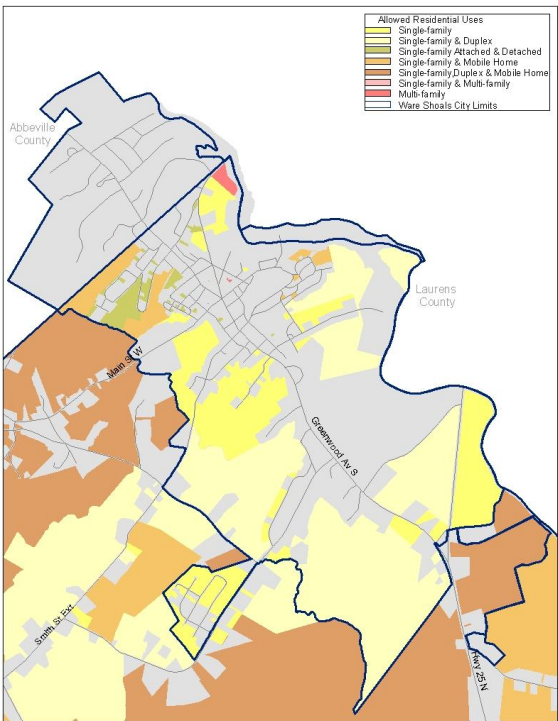 Allowed Residential Uses
Single-family
Single-family & Duplex
Single-family Attached & Detached
Single-family & Mobile Home
Single-family,Duplex & Mobile Home
Single-family & Multi-family
Multi-family
Ware Shoals City Limits
Abbeville
County
Laurens
County
Main St W
Greenwood Av S
Smith St Ext
Hwy 25 N